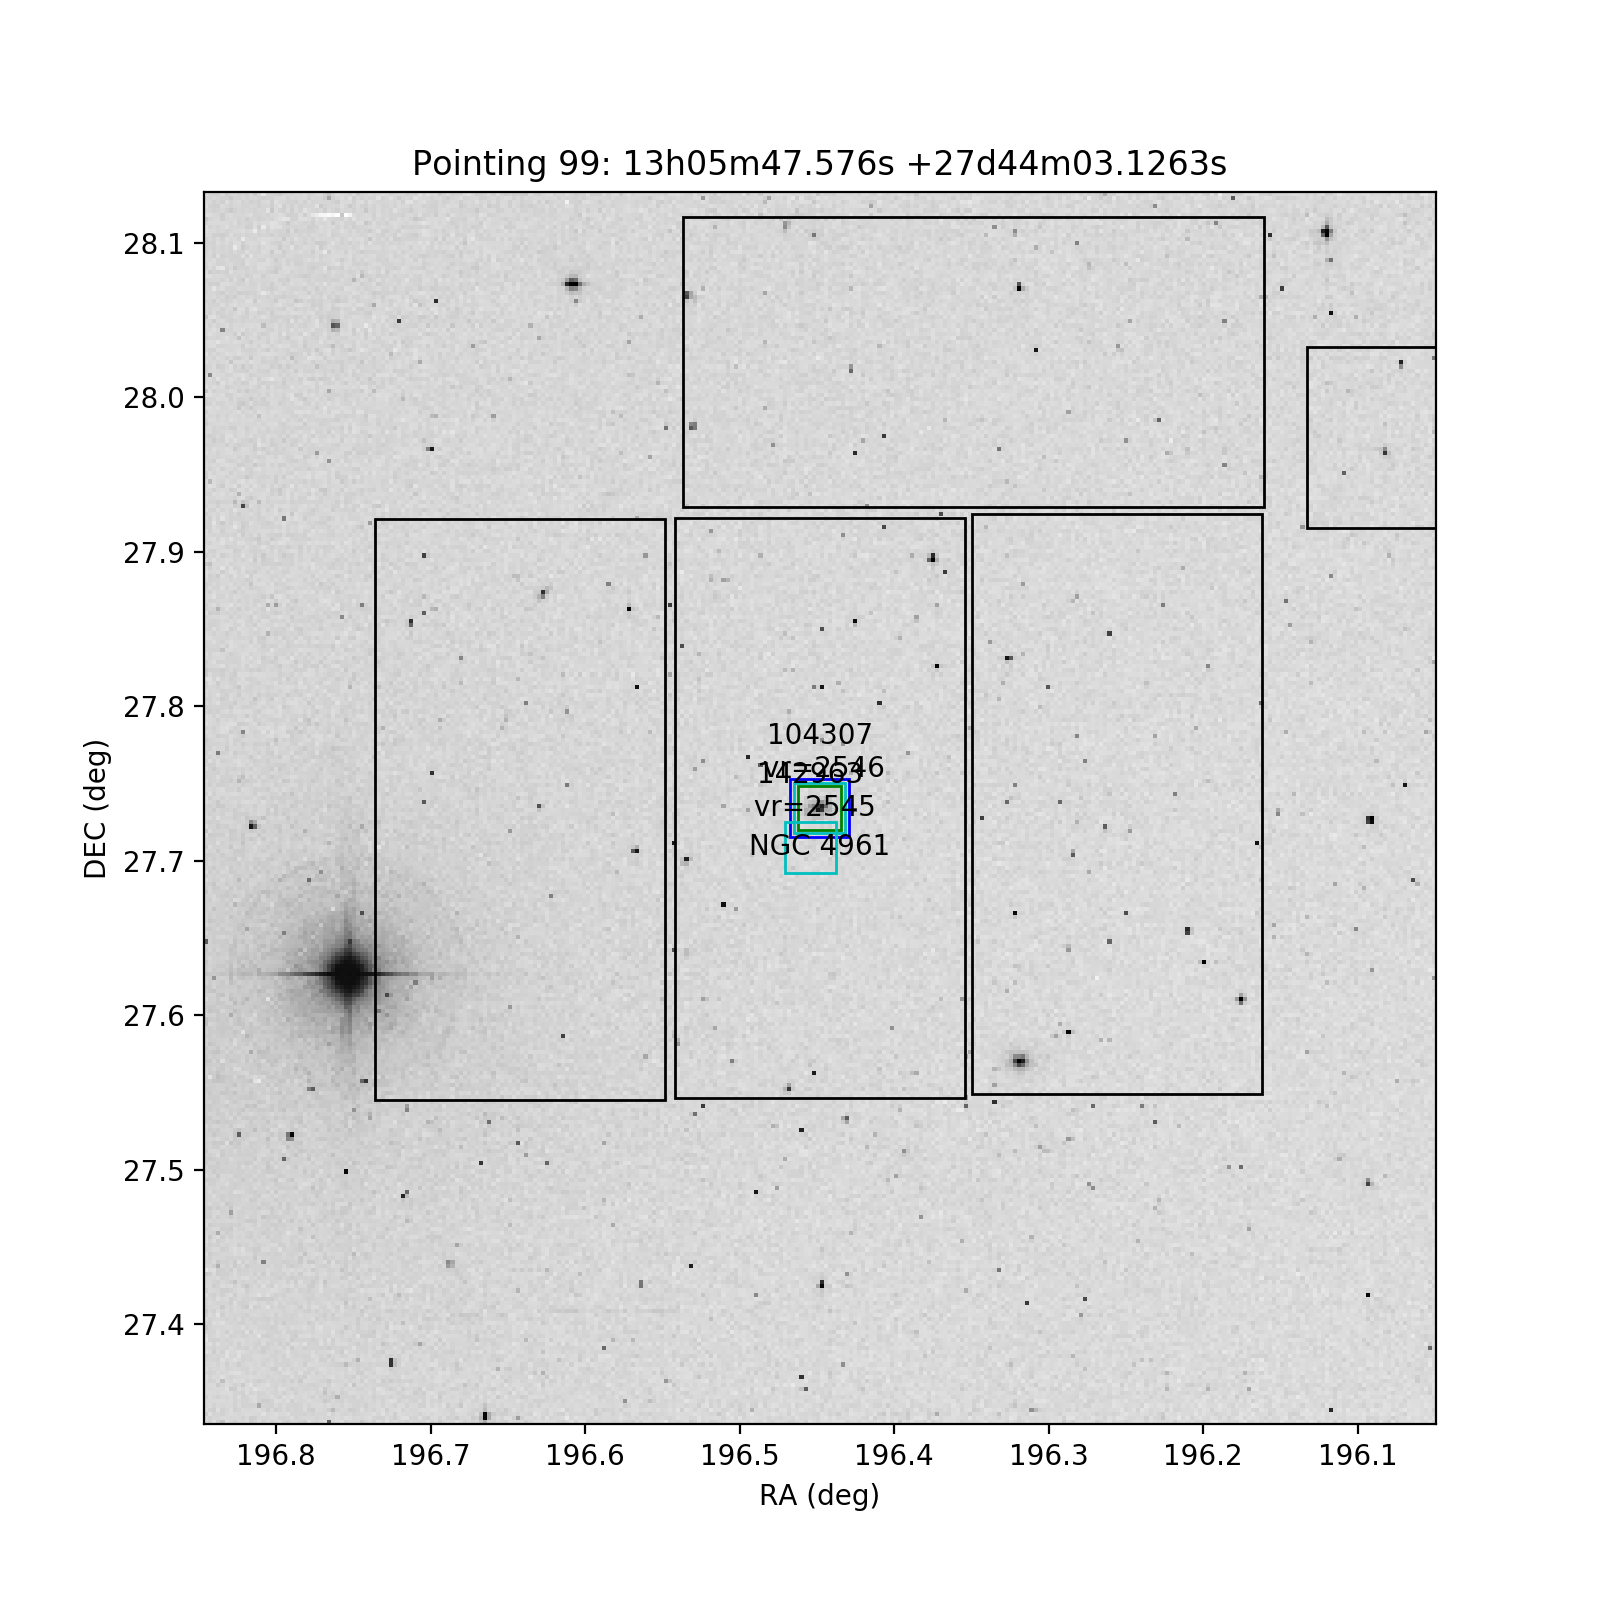 Pointing 99: 13h05m47.576s +27d44m03.1263s
28.1
28.0
27.9
27.8
27.7
27.6
27.5
27.4
DEC (deg)
104307
vr=2546
142963
vr=2545
NGC 4961
196.8 196.7 196.6 196.5 196.4 196.3 196.2 196.1
RA (deg)